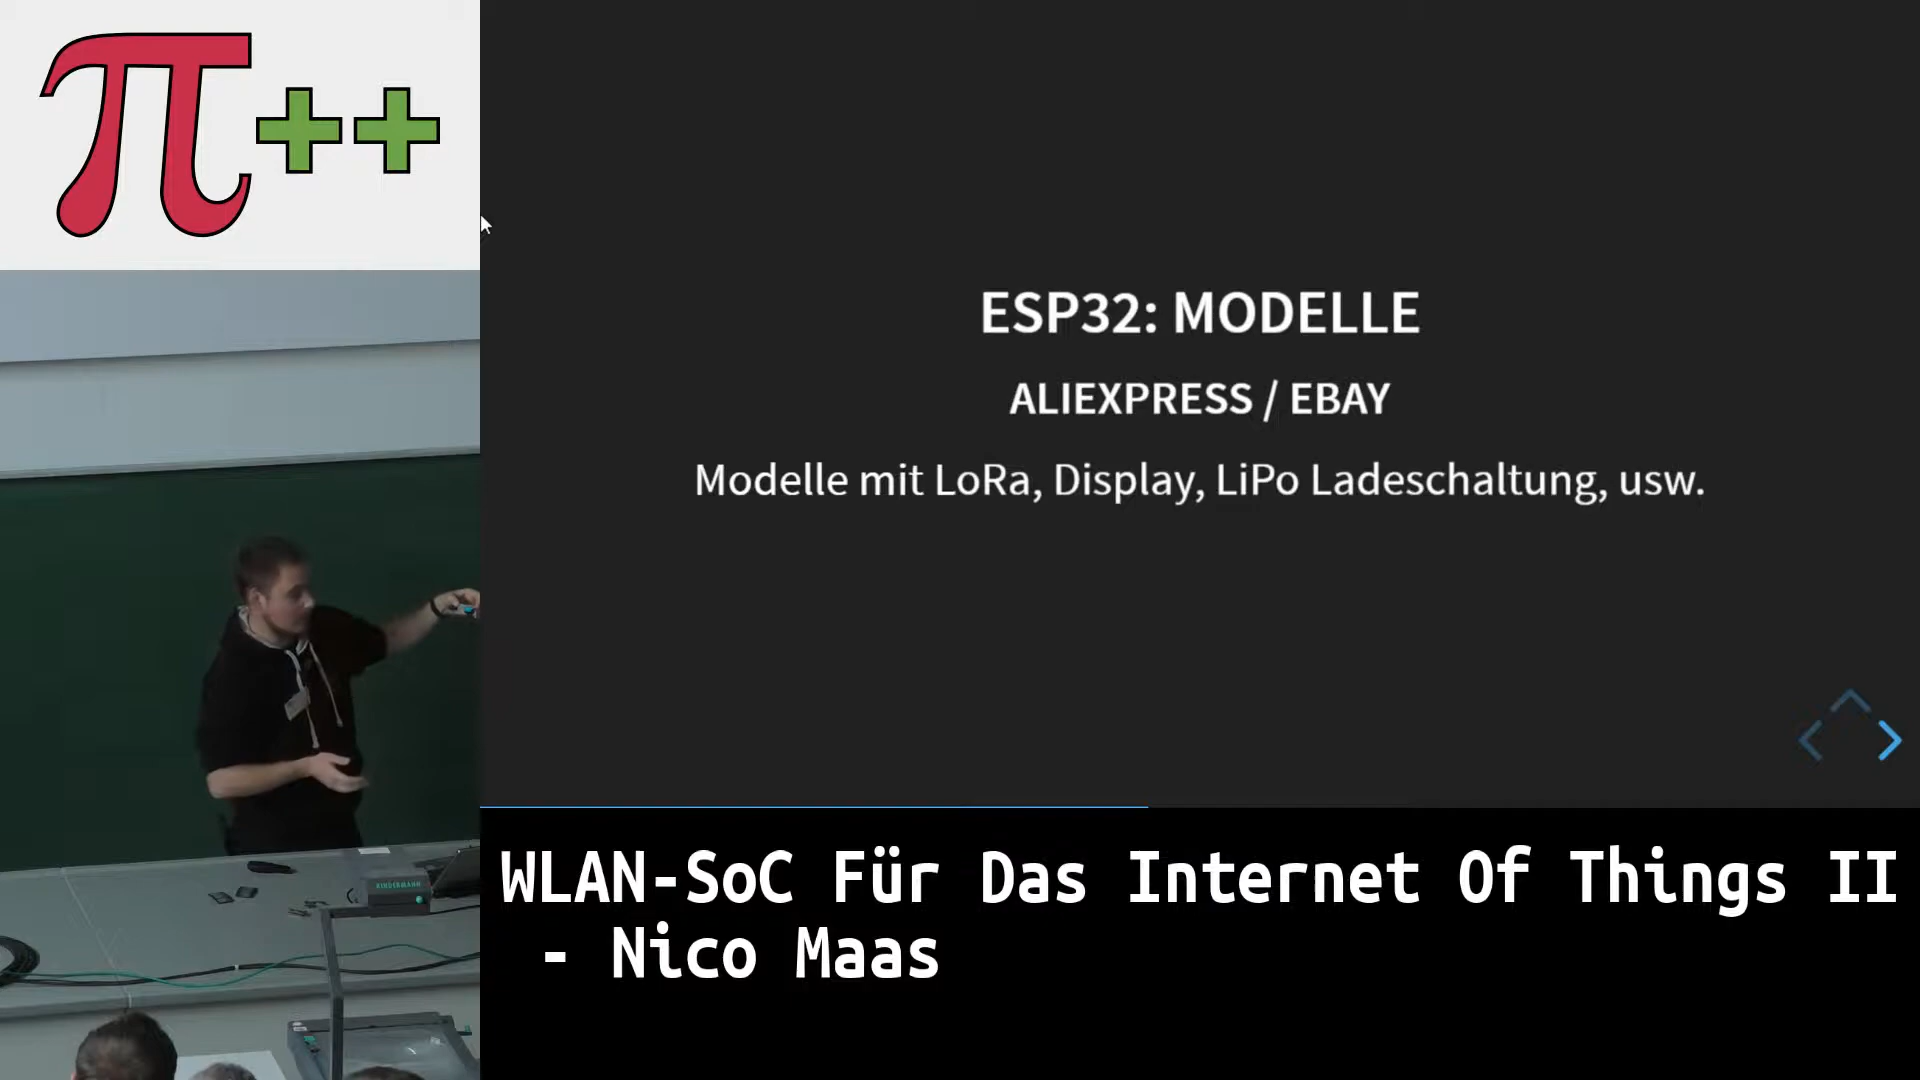 π++
ESP32: MODELLE
ALIEXPRESS / EBAY
Modelle mit LoRa, Display, LiPo Ladeschaltung, usw.
WLAN-SoC Für Das Internet Of Things II
- Nico Maas